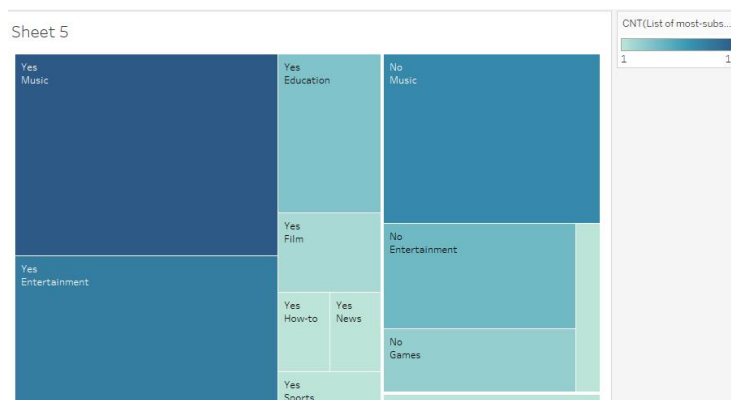 Sheet 5
CNT(List of most-subs...
1
1
Yes
Music
Yes
Education
No
Music
Yes
Film
No
Entertainment
Yes
Entertainment
Yes
How-to
Yes
News
No
Games
Yes
Sports